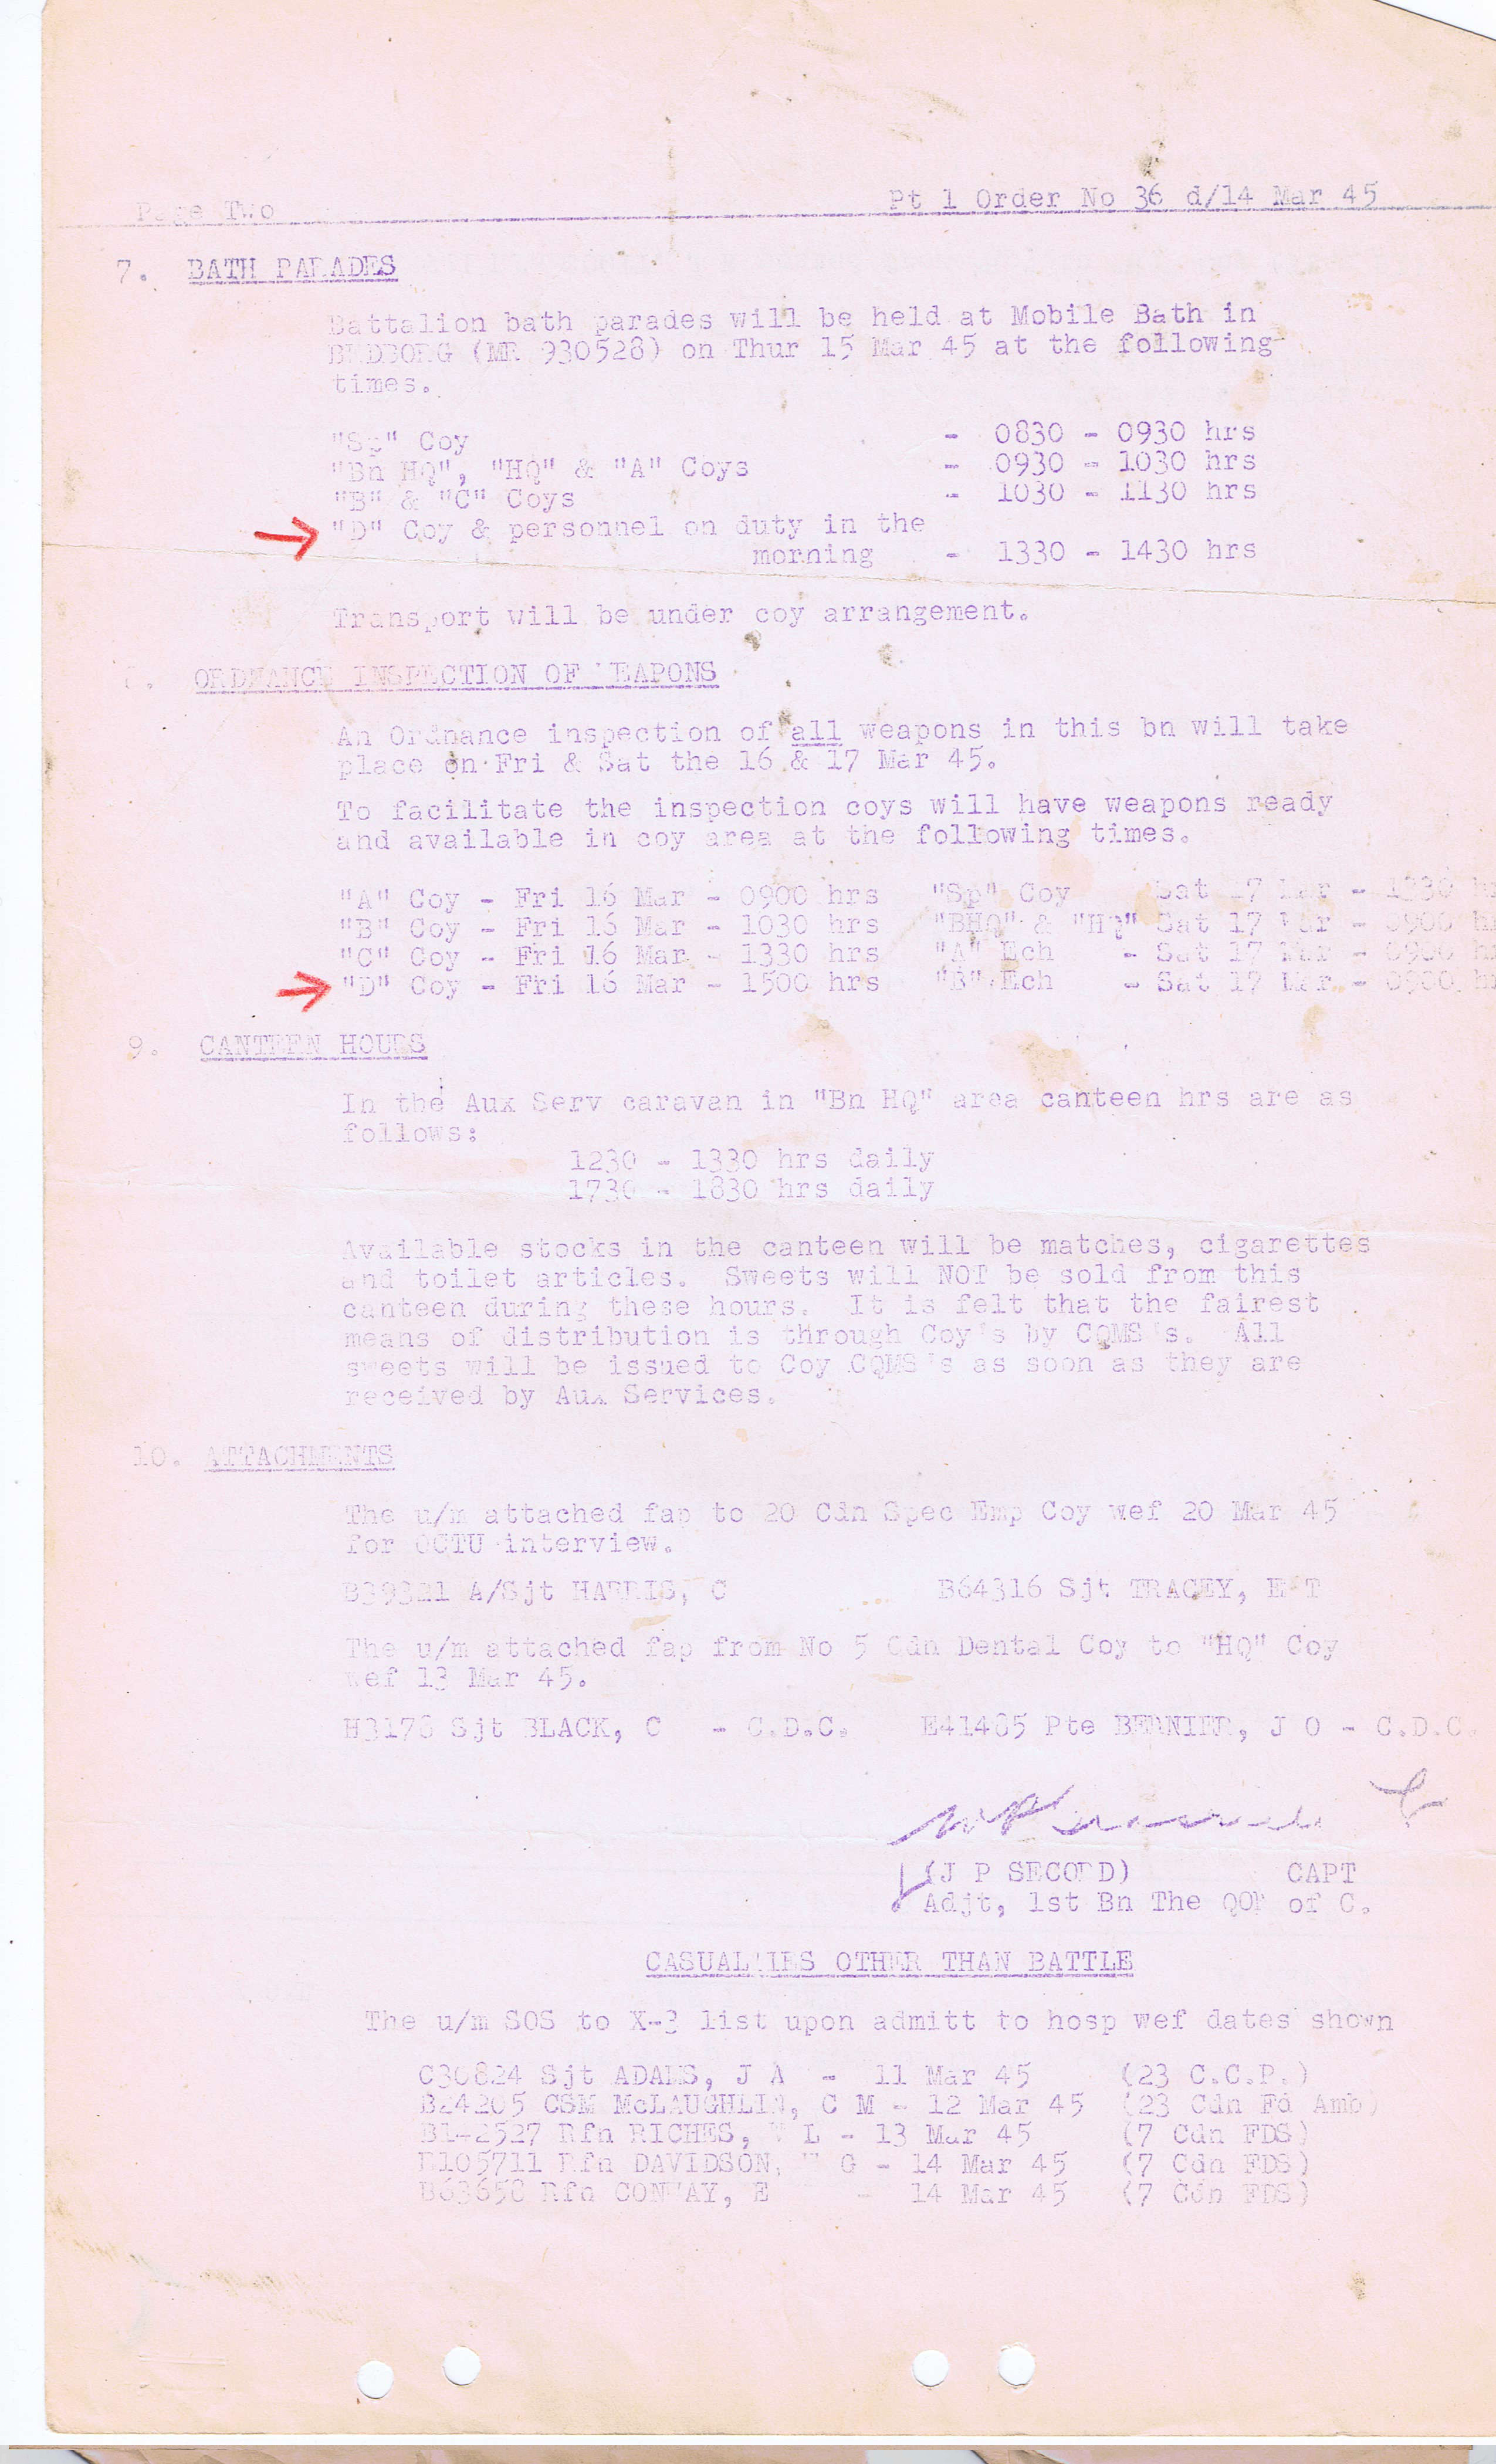 Page Two Pt 1 Order No 36 d/14 Mar 45
7. BATH PARADES
Battalion bath parades will be held at Mobile Bath in
(MR 930528) on Thur 15 Mar 45 at the following
times.
"Sp" Coy - 0830 - 0930 hrs
"Bn HQ", "HQ" & "A" Coys - 0930 - 1030 hrs
"B" & "C" Coys - 1030 - 1130 hrs
"D" Coy & personnel on duty in the
morning - 1330 - 1430 hrs
Transport will be under coy arrangement.
ORDNANCE INSPECTION OF WEAPONS
An Ordnance inspection of all weapons in this bn will take
place on Fri & Sat the 16 & 17 Mar 45.
To facilitate the inspection coys will have weapons ready
and available in coy area at the following times.
"A" Coy - Fri 16 Mar - 0900 hrs "Sp" Coy Sat 17 Mar - 1330 hr
"B" Coy - Fri 16 Mar - 1030 hrs "BHQ" & "HQ" Sat 17 Mar - 0900 hr
"C" Coy - Fri 16 Mar - 1330 hrs "A" Ech - Sat 17 Mar - 0900 hr
"D" Coy - Fri 16 Mar - 1500 hrs "B" Ech - Sat 17 Mar - 0900 hr
9. CANTEEN HOURS
In the Aux Serv caravan in "Bn HQ" area canteen hrs are as
follows:
1230 - 1330 hrs daily
1730 - 1830 hrs daily
Available stocks in the canteen will be matches, cigarettes
and toilet articles. Sweets will NOT be sold from this
canteen during these hours. It is felt that the fairest
means of distribution is through Coy's by CQMS's. All
sweets will be issued to Coy CQMS's as soon as they are
received by Aux Services.
10. ATTACHMENTS
The u/m attached fap to 20 Cdn Spec Emp Coy wef 20 Mar 45
for OCTU interview.
A/Sjt HARRIS, C B64316 Sjt TRACEY, E T
The u/m attached fap from No 5 Cdn Dental Coy to "HQ" Coy
wef 13 Mar 45.
Sjt BLACK, C - C.D.C. Pte BERNIER, J O - C.D.C.
(J P SECORD) CAPT
Adjt, 1st Bn The QOR of C.
CASUALTIES OTHER THAN BATTLE
The u/m SOS to X-3 list upon admitt to hosp wef dates shown
C30824 Sjt ADAMS, J A - 11 Mar 45 (23 C.C.P.)
B24205 CSM McLAUGHLIN, C M - 12 Mar 45 (23 Cdn Fd Amb)
Rfn RICHES, L - 13 Mar 45 (7 Cdn FDS)
Rfn DAVIDSON, G - 14 Mar 45 (7 Cdn FDS)
Rfn CONWAY, E - 14 Mar 45 (7 Cdn FDS)